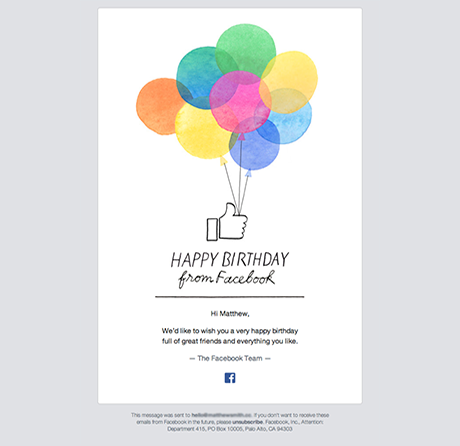 HAPPY BIRTHDAY
from Facebook
Hi Matthew,
We'd like to wish you a very happy birthday
full of great friends and everything you like.
— The Facebook Team —
f
This message was sent to If you don't want to receive these
emails from Facebook in the future, please unsubscribe. Facebook, Inc., Attention:
Department 415, PO Box 10005, Palo Alto, CA 94303